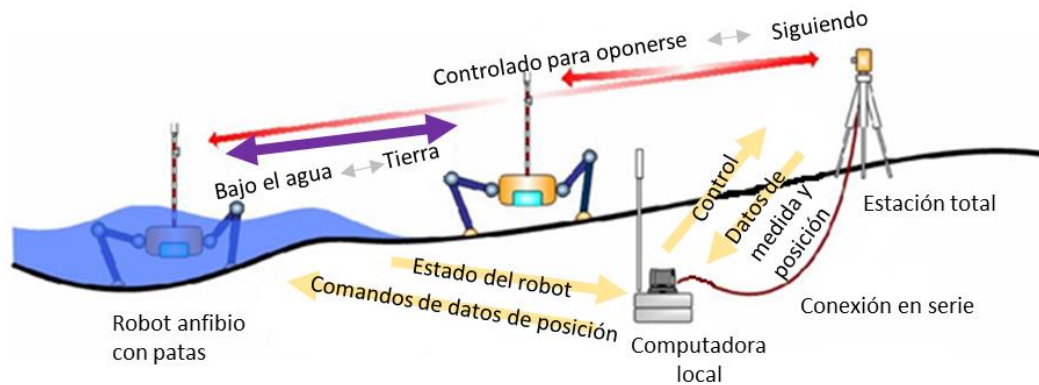 Siguiendo
Controlado para oponerse
Bajo el agua
Tierra
Control
Datos de
medida y
posición
Estación total
Estado del robot
Comandos de datos de posición
Conexión en serie
Robot anfibio
con patas
Computadora
local